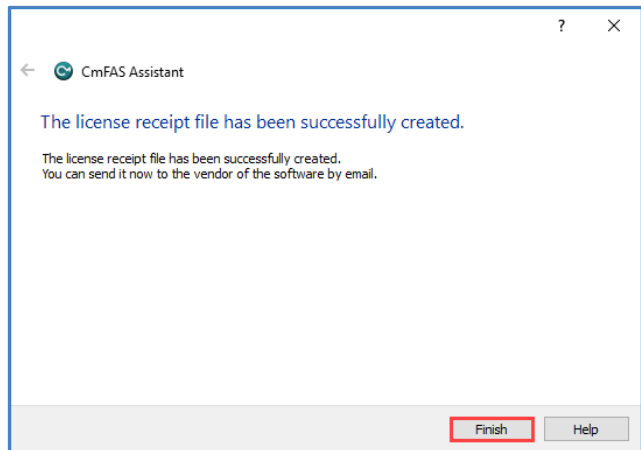 ?
CmFAS Assistant
The license receipt file has been successfully created.
The license receipt file has been successfully created.
You can send it now to the vendor of the software by email.
Finish
Help